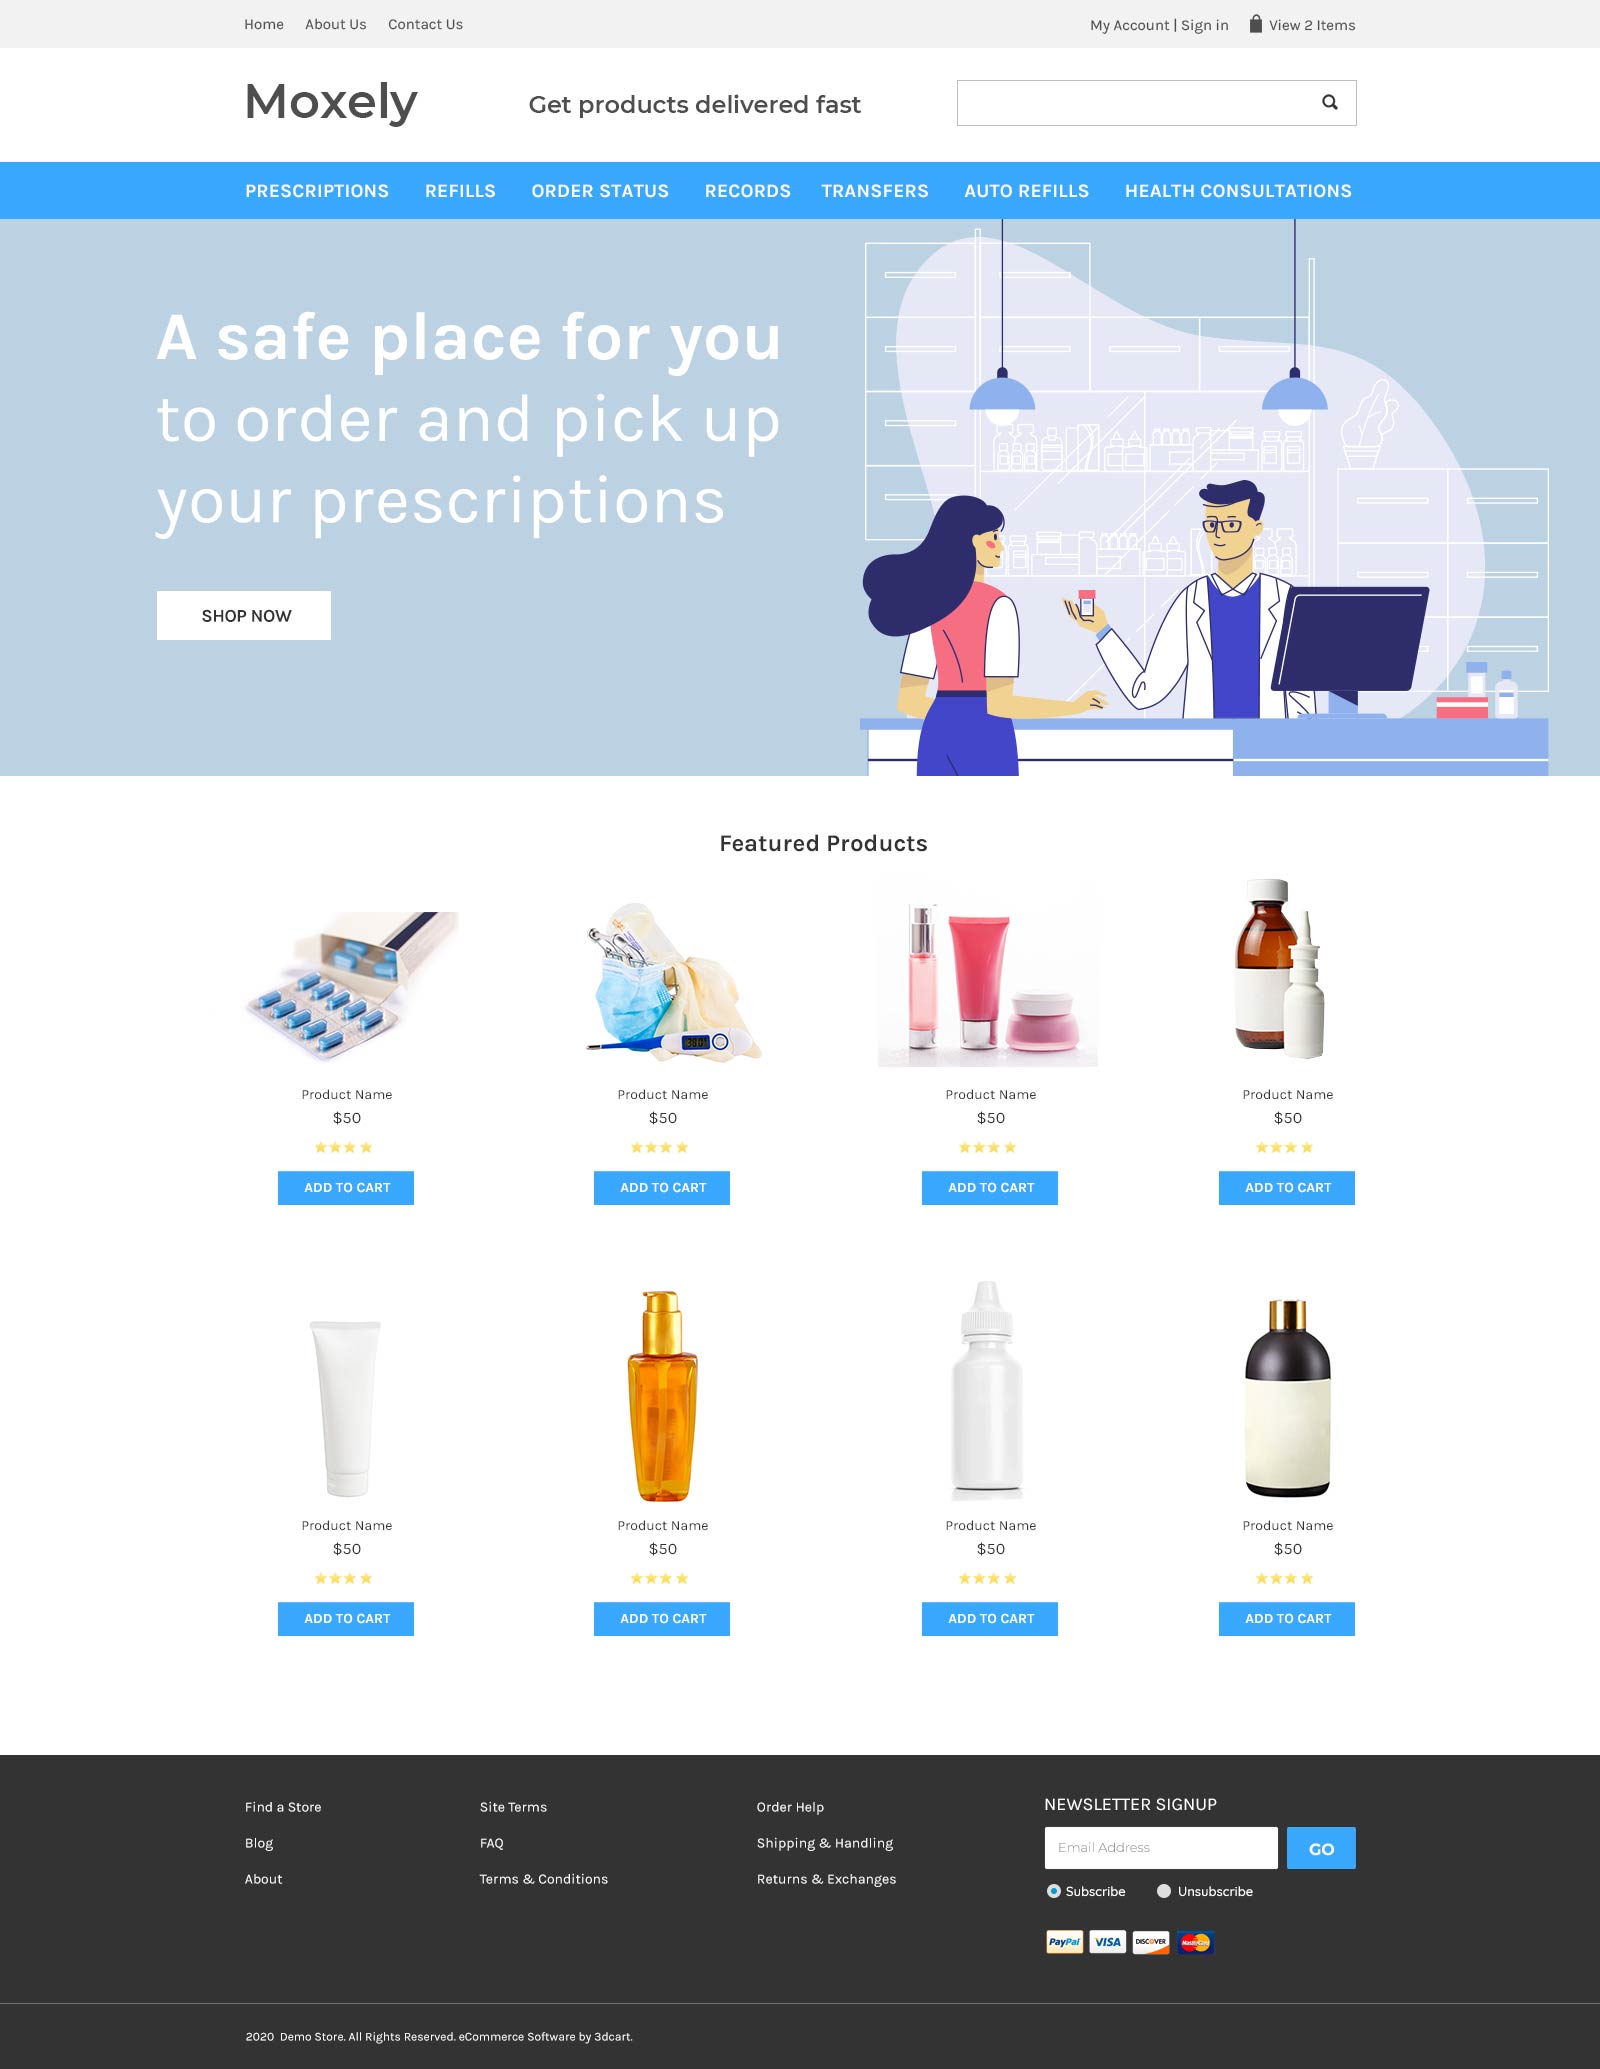 Home About Us Contact Us My Account | Sign in View 2 Items
Moxely
Get products delivered fast
PRESCRIPTIONS REFILLS ORDER STATUS RECORDS TRANSFERS AUTO REFILLS HEALTH CONSULTATIONS
A safe place for you
to order and pick up
your prescriptions
SHOP NOW
Featured Products
Product Name Product Name Product Name Product Name
$50 $50 $50 $50
ADD TO CART ADD TO CART ADD TO CART ADD TO CART
Product Name Product Name Product Name Product Name
$50 $50 $50 $50
ADD TO CART ADD TO CART ADD TO CART ADD TO CART
Find a Store Site Terms Order Help NEWSLETTER SIGNUP
Blog FAQ Shipping & Handling Email Address GO
About Terms & Conditions Returns & Exchanges Subscribe Unsubscribe
PayPal VISA DISCOVER MasterCard
2020 Demo Store. All Rights Reserved. eCommerce Software by 3dcart.